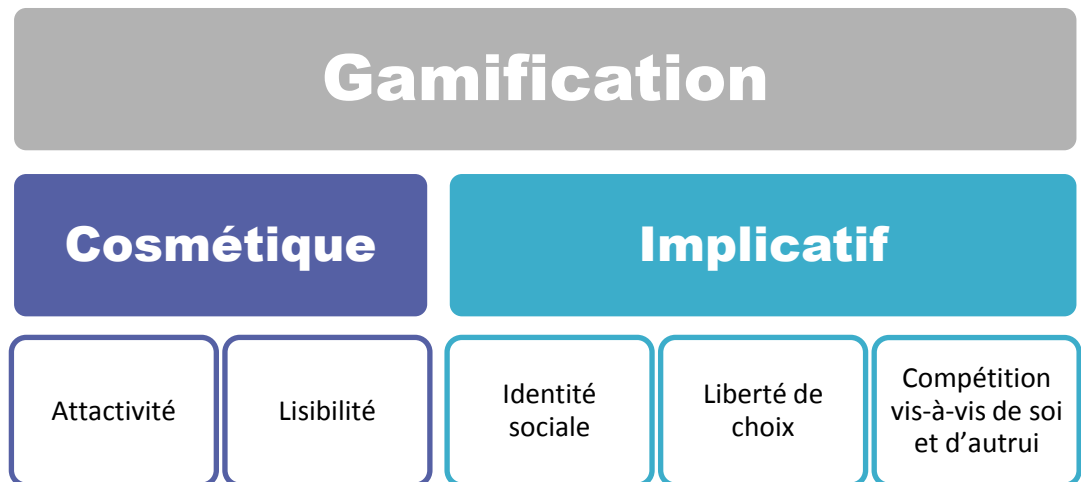 Gamification
Cosmétique
Implicatif
Attactivité
Lisibilité
Identité
sociale
Liberté de
choix
Compétition
vis-à-vis de soi
et d'autrui